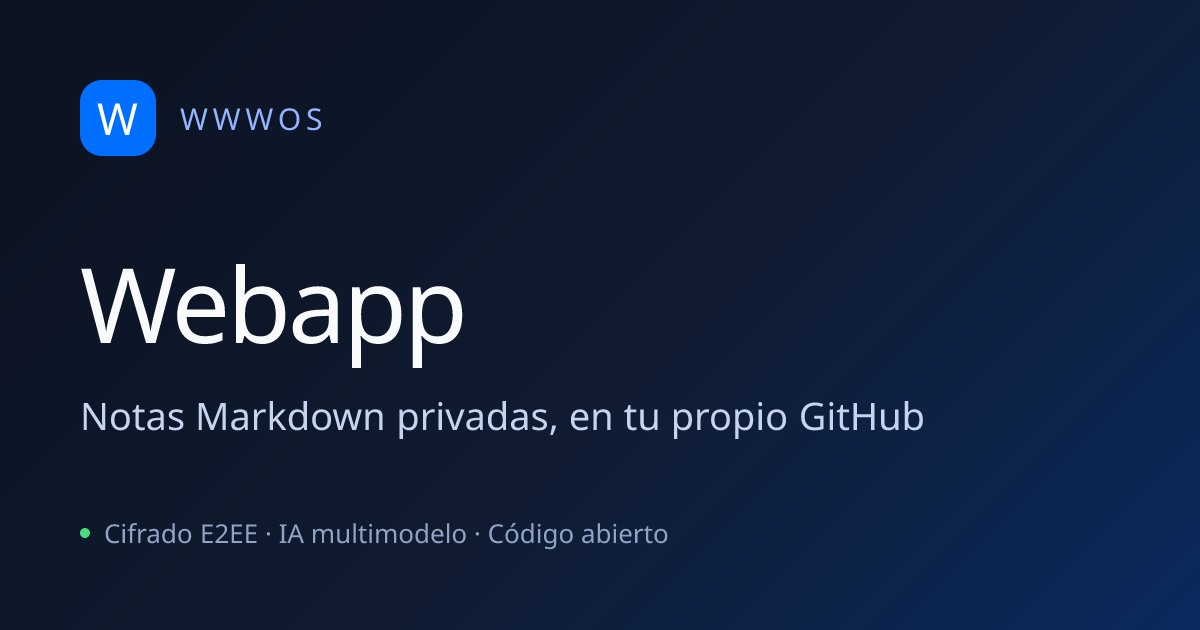 W WWWOS
Webapp
Notas Markdown privadas, en tu propio GitHub
Cifrado E2EE · IA multimodelo · Código abierto